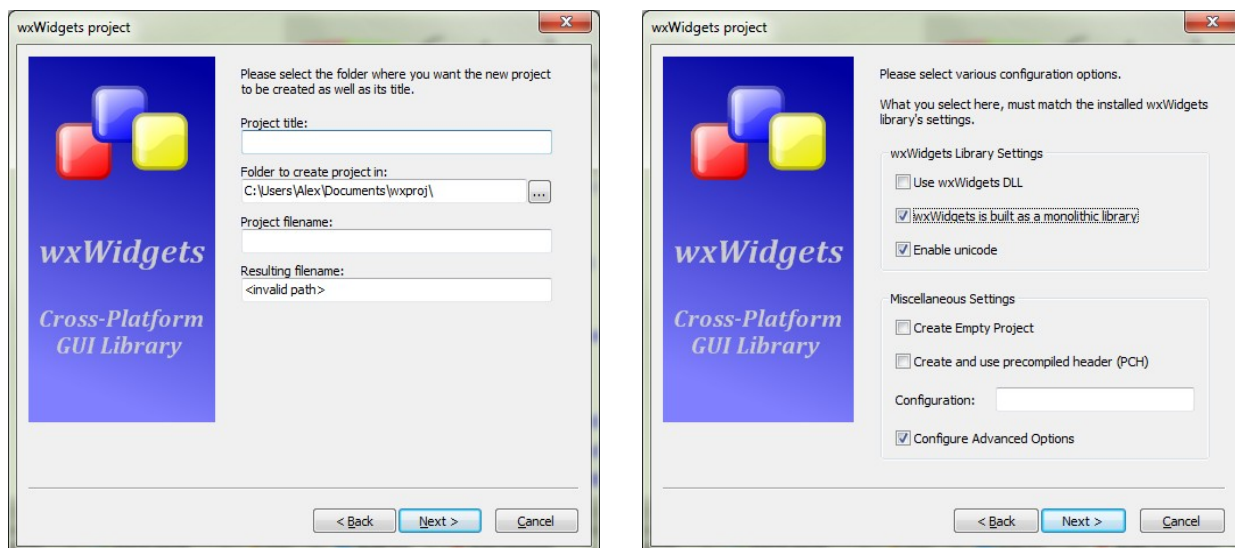 wxWidgets project
Please select the folder where you want the new project
to be created as well as its title.
Project title:
Folder to create project in:
C:\Users\Alex\Documents\wxproj\
...
Project filename:
Resulting filename:
<invalid path>
wxWidgets
Cross-Platform
GUI Library
< Back
Next >
Cancel
wxWidgets project
Please select various configuration options.
What you select here, must match the installed wxWidgets
library's settings.
wxWidgets Library Settings
Use wxWidgets DLL
wxWidgets is built as a monolithic library
Enable unicode
Miscellaneous Settings
Create Empty Project
Create and use precompiled header (PCH)
Configuration:
Configure Advanced Options
wxWidgets
Cross-Platform
GUI Library
< Back
Next >
Cancel